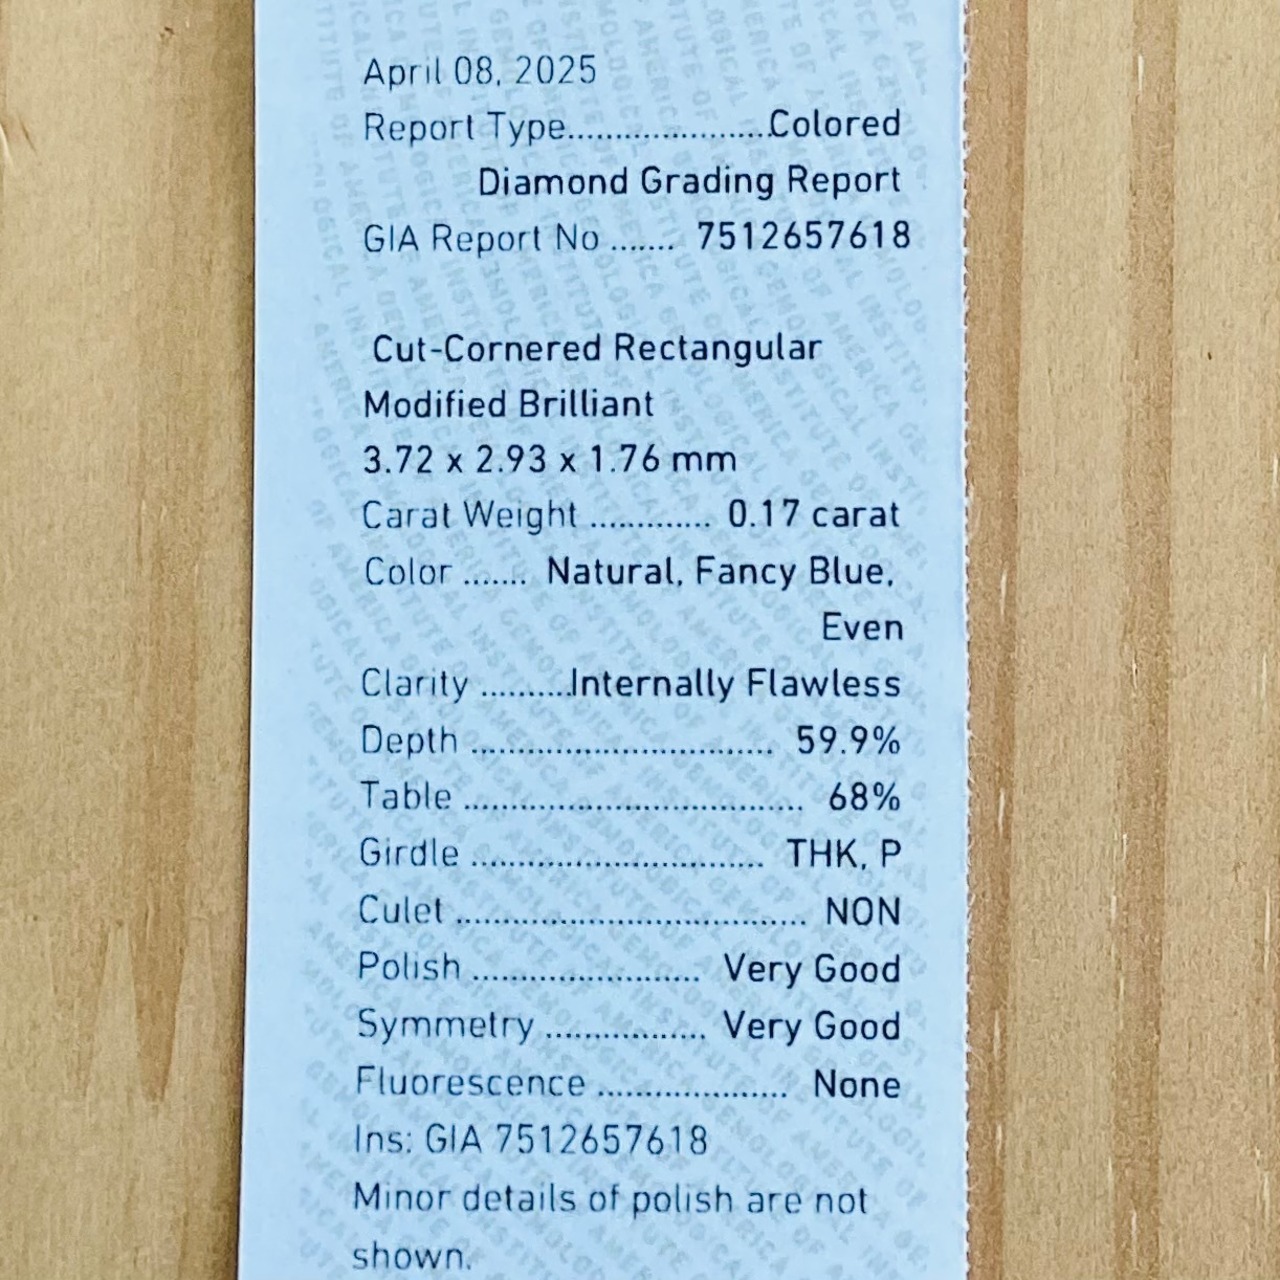 April 08, 2025
Report Type.....................Colored
Diamond Grading Report
GIA Report No ....... 7512657618
Cut-Cornered Rectangular
Modified Brilliant
3.72 x 2.93 x 1.76 mm
Carat Weight ............. 0.17 carat
Color ....... Natural, Fancy Blue,
Even
Clarity .........Internally Flawless
Depth ................................ 59.9%
Table ................................... 68%
Girdle ............................... THK, P
Culet ..................................... NON
Polish ........................ Very Good
Symmetry ................. Very Good
Fluorescence .................... None
Ins: GIA 7512657618
Minor details of polish are not
shown.